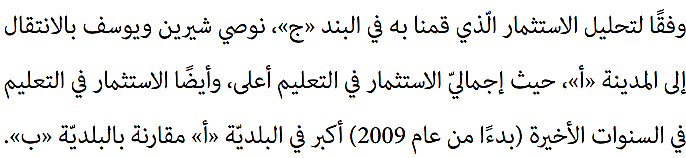 وفقًا لتحليل الاستثمار الّذي قمنا به في البند «ج»، نوصي شيرين ويوسف بالانتقال
إلى المدينة «أ»، حيث إجماليّ الاستثمار في التعليم أعلى، وأيضًا الاستثمار في التعليم
في السنوات الأخيرة (بدءًا من عام 2009) أكبر في البلديّة «أ» مقارنة بالبلديّة «ب».